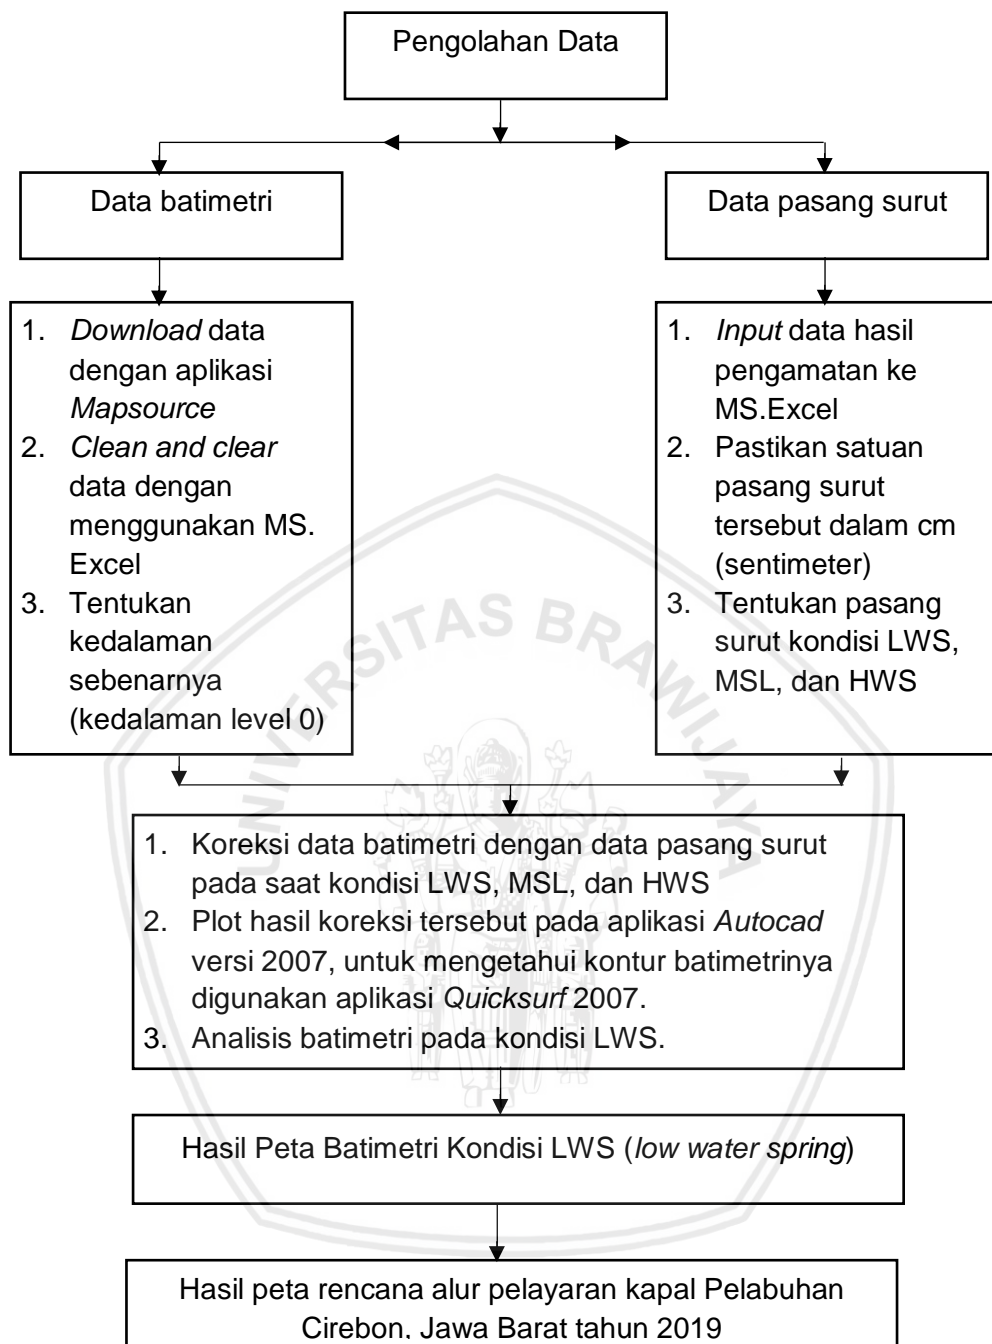 Pengolahan Data
Data batimetri
Data pasang surut
1. Download data
dengan aplikasi
Mapsource
2. Clean and clear
data dengan
menggunakan MS.
Excel
3. Tentukan
kedalaman
sebenarnya
(kedalaman level 0)
1. Input data hasil
pengamatan ke
MS.Excel
2. Pastikan satuan
pasang surut
tersebut dalam cm
(sentimeter)
3. Tentukan pasang
surut kondisi LWS,
MSL, dan HWS
UNIVERSITAS BRAWIJAYA
1. Koreksi data batimetri dengan data pasang surut
pada saat kondisi LWS, MSL, dan HWS
2. Plot hasil koreksi tersebut pada aplikasi Autocad
versi 2007, untuk mengetahui kontur batimetrinya
digunakan aplikasi Quicksurf 2007.
3. Analisis batimetri pada kondisi LWS.
Hasil Peta Batimetri Kondisi LWS (low water spring)
Hasil peta rencana alur pelayaran kapal Pelabuhan
Cirebon, Jawa Barat tahun 2019